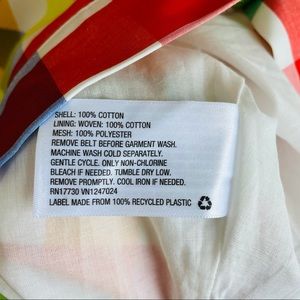 SHELL: 100% COTTON
LINING: WOVEN: 100% COTTON
MESH: 100% POLYESTER
REMOVE BELT BEFORE GARMENT WASH.
MACHINE WASH COLD SEPARATELY.
GENTLE CYCLE. ONLY NON-CHLORINE
BLEACH IF NEEDED. TUMBLE DRY LOW.
REMOVE PROMPTLY. COOL IRON IF NEEDED.
RN17730 VN1247024
LABEL MADE FROM 100% RECYCLED PLASTIC